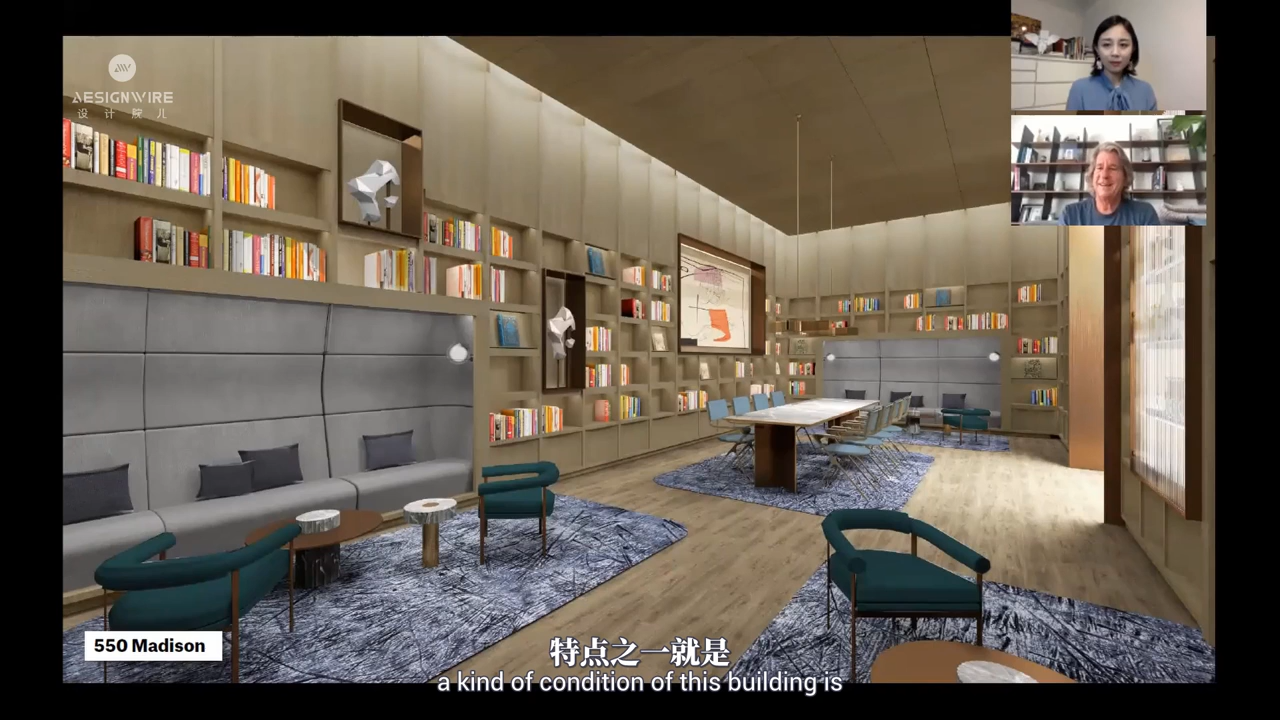 DESIGNWIRE
设计腕儿
550 Madison
特点之一就是
a kind of condition of this building is